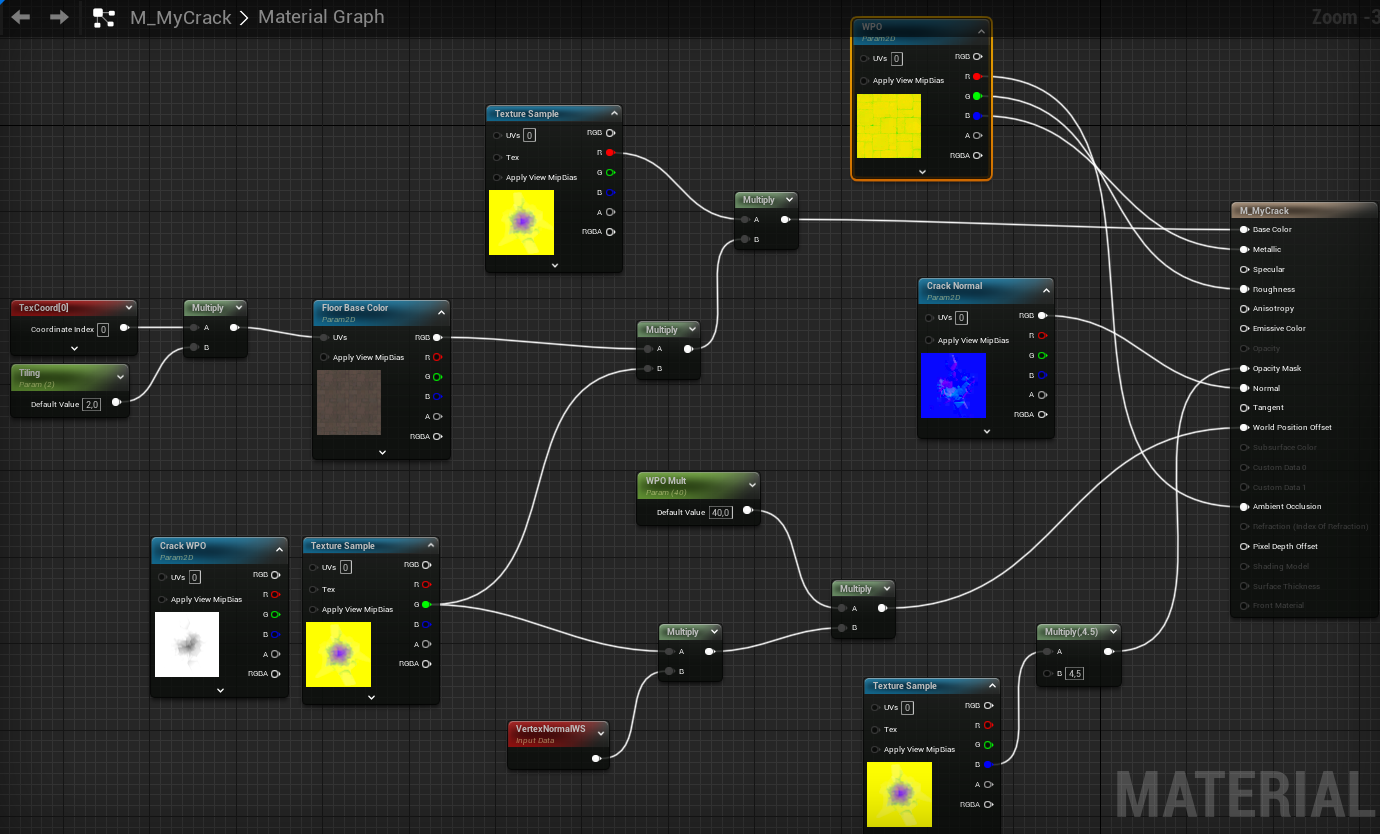 M_MyCrack > Material Graph
Zoom -3
WPO
Param2D
UVs 0
Apply View MipBias
RGB
R
G
B
A
RGBA
Texture Sample
UVs 0
Tex
Apply View MipBias
RGB
R
G
B
A
RGBA
Multiply
A
B
M_MyCrack
Base Color
Metallic
Specular
Roughness
Anisotropy
Emissive Color
Opacity
Opacity Mask
Normal
Tangent
World Position Offset
Subsurface Color
Custom Data 0
Custom Data 1
Ambient Occlusion
Refraction (Index Of Refraction)
Pixel Depth Offset
Shading Model
Surface Thickness
Front Material
TexCoord[0]
Coordinate Index 0
Multiply
A
B
Tiling
Param (2)
Default Value 2,0
Floor Base Color
Param2D
UVs
Apply View MipBias
RGB
R
G
B
A
RGBA
Multiply
A
B
Crack Normal
Param2D
UVs 0
Apply View MipBias
RGB
R
G
B
A
RGBA
WPO Mult
Param (40)
Default Value 40,0
Crack WPO
Param2D
UVs 0
Apply View MipBias
RGB
R
G
B
A
RGBA
Texture Sample
UVs 0
Tex
Apply View MipBias
RGB
R
G
B
A
RGBA
Multiply
A
B
Multiply
A
B
VertexNormalWS
Input Data
Multiply(,4.5)
A
B 4,5
Texture Sample
UVs 0
Tex
Apply View MipBias
RGB
R
G
B
A
RGBA
MATERIAL